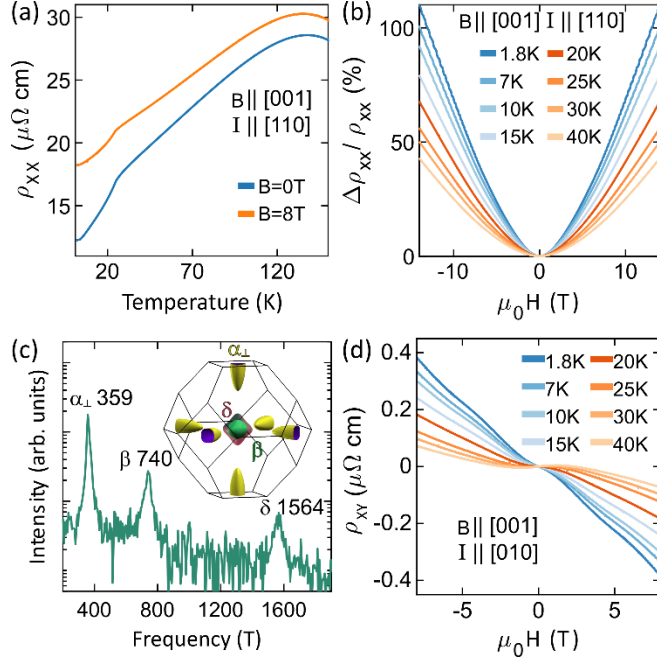 (a)
30
25
20
15
ρXX (μΩ cm)
B|| [001]
I || [110]
B=0T
B=8T
20 70 120
Temperature (K)
(b)
100
50
0
Δρxx/ ρxx (%)
B|| [001] I || [110]
1.8K 20K
7K 25K
10K 30K
15K 40K
-10 0 10
μ0H (T)
(c)
Intensity (arb. units)
α⊥ 359
β 740
δ 1564
α⊥
δ
β
400 800 1200 1600
Frequency (T)
(d)
0.4
0.2
0
-0.2
-0.4
ρXY (μΩ cm)
1.8K 20K
7K 25K
10K 30K
15K 40K
B|| [001]
I || [010]
-5 0 5
μ0H (T)